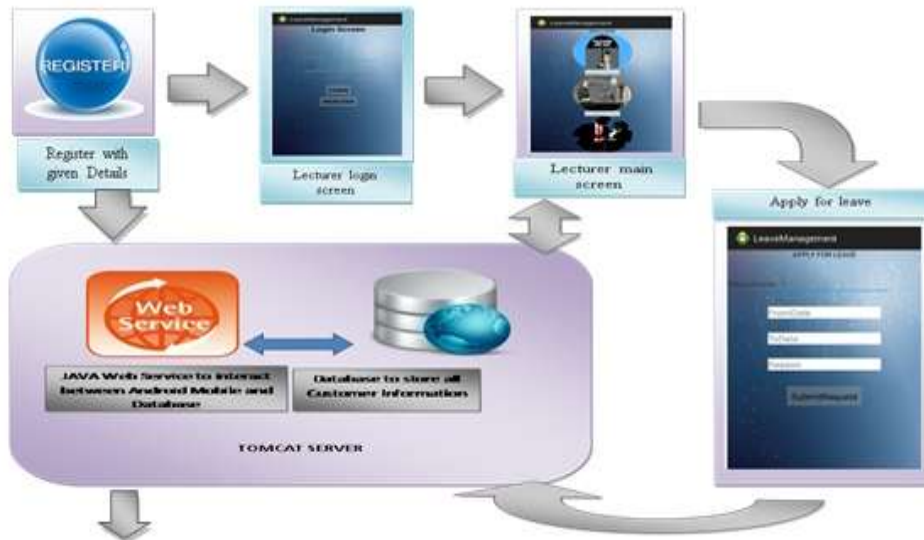 REGISTER
Register with
given Details
LeaveManagement
Login Screen
Lecturer login
screen
LeaveManagement
Lecturer main
screen
Apply for leave
LeaveManagement
APPLY FOR LEAVE
FromDate
ToDate
Reason
SubmitRequest
Web
Service
JAVA Web Service to interact
between Android Mobile and
Database
Database to store all
Customer Information
TOMCAT SERVER